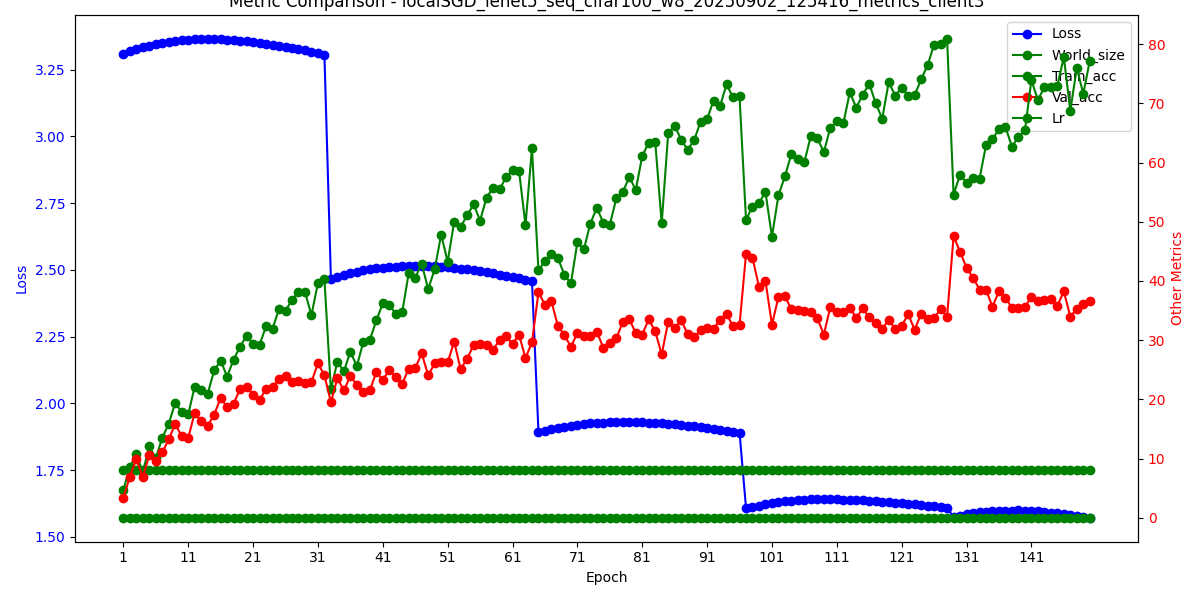 Metric Comparison - localSGD_lenet5_seq_cifar100_w8_20250902_125416_metrics_client3
Loss
World_size
Train_acc
Val_acc
Lr
3.25
3.00
2.75
2.50
2.25
2.00
1.75
1.50
Loss
80
70
60
50
40
30
20
10
0
Other Metrics
1 11 21 31 41 51 61 71 81 91 101 111 121 131 141
Epoch